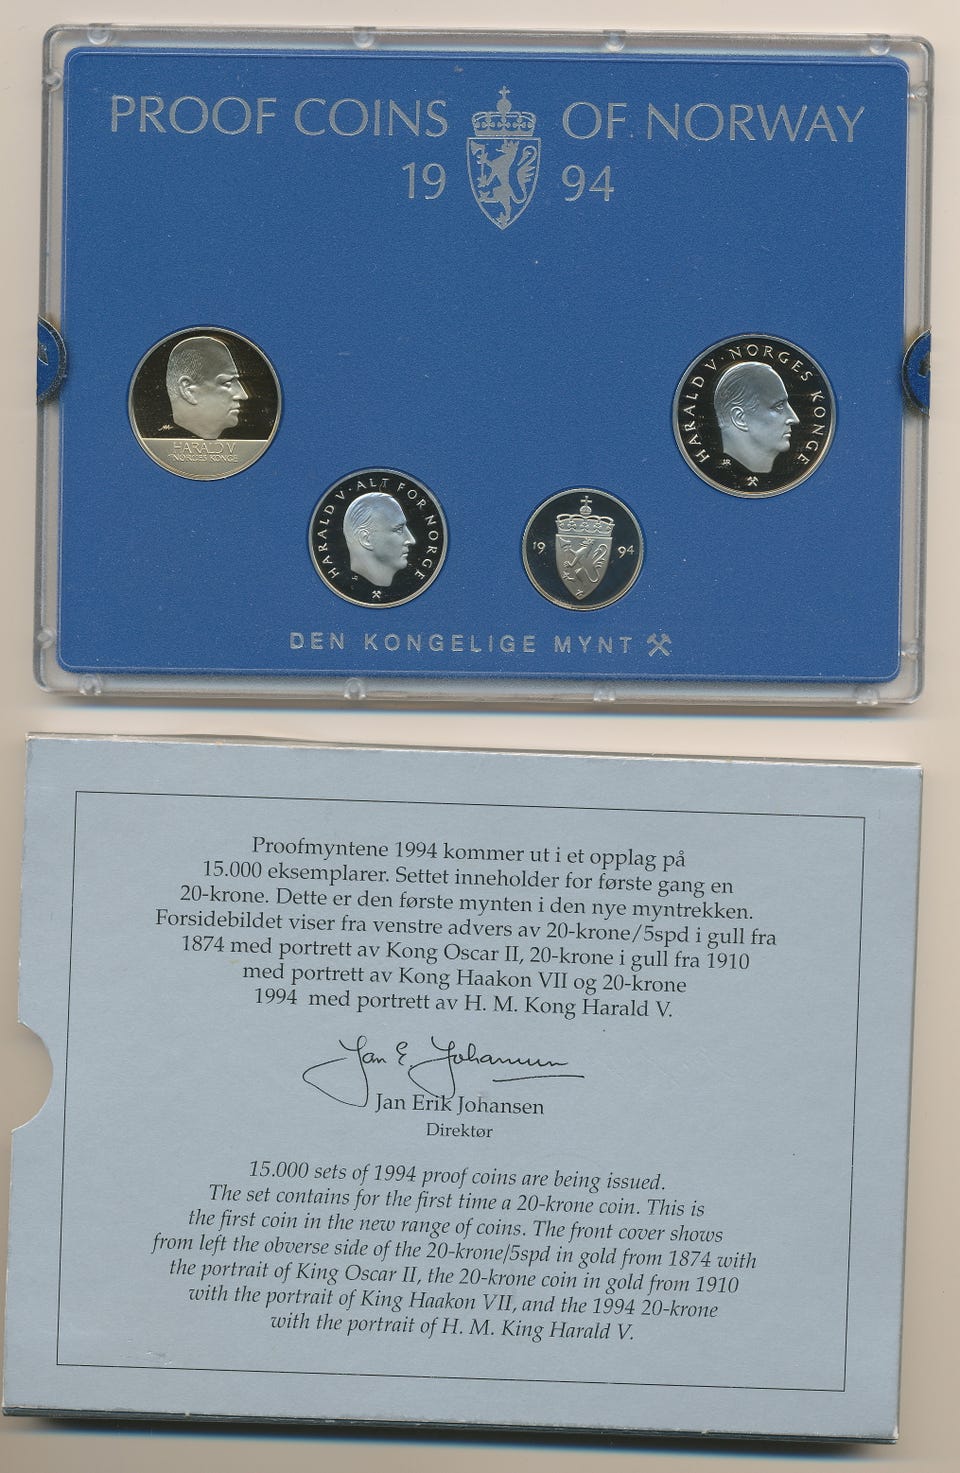 PROOF COINS OF NORWAY
19 94
HARALD V
NORGES KONGE
HARALD V · NORGES KONGE
HARALD V · ALT FOR NORGE
19 94
DEN KONGELIGE MYNT
Proofmyntene 1994 kommer ut i et opplag på
15.000 eksemplarer. Settet inneholder for første gang en
20-krone. Dette er den første mynten i den nye myntrekken.
Forsidebildet viser fra venstre advers av 20-krone/5spd i gull fra
1874 med portrett av Kong Oscar II, 20-krone i gull fra 1910
med portrett av Kong Haakon VII og 20-krone
1994 med portrett av H. M. Kong Harald V.
Jan E. Johansen
Jan Erik Johansen
Direktør
15.000 sets of 1994 proof coins are being issued.
The set contains for the first time a 20-krone coin. This is
the first coin in the new range of coins. The front cover shows
from left the obverse side of the 20-krone/5spd in gold from 1874 with
the portrait of King Oscar II, the 20-krone coin in gold from 1910
with the portrait of King Haakon VII, and the 1994 20-krone
with the portrait of H. M. King Harald V.